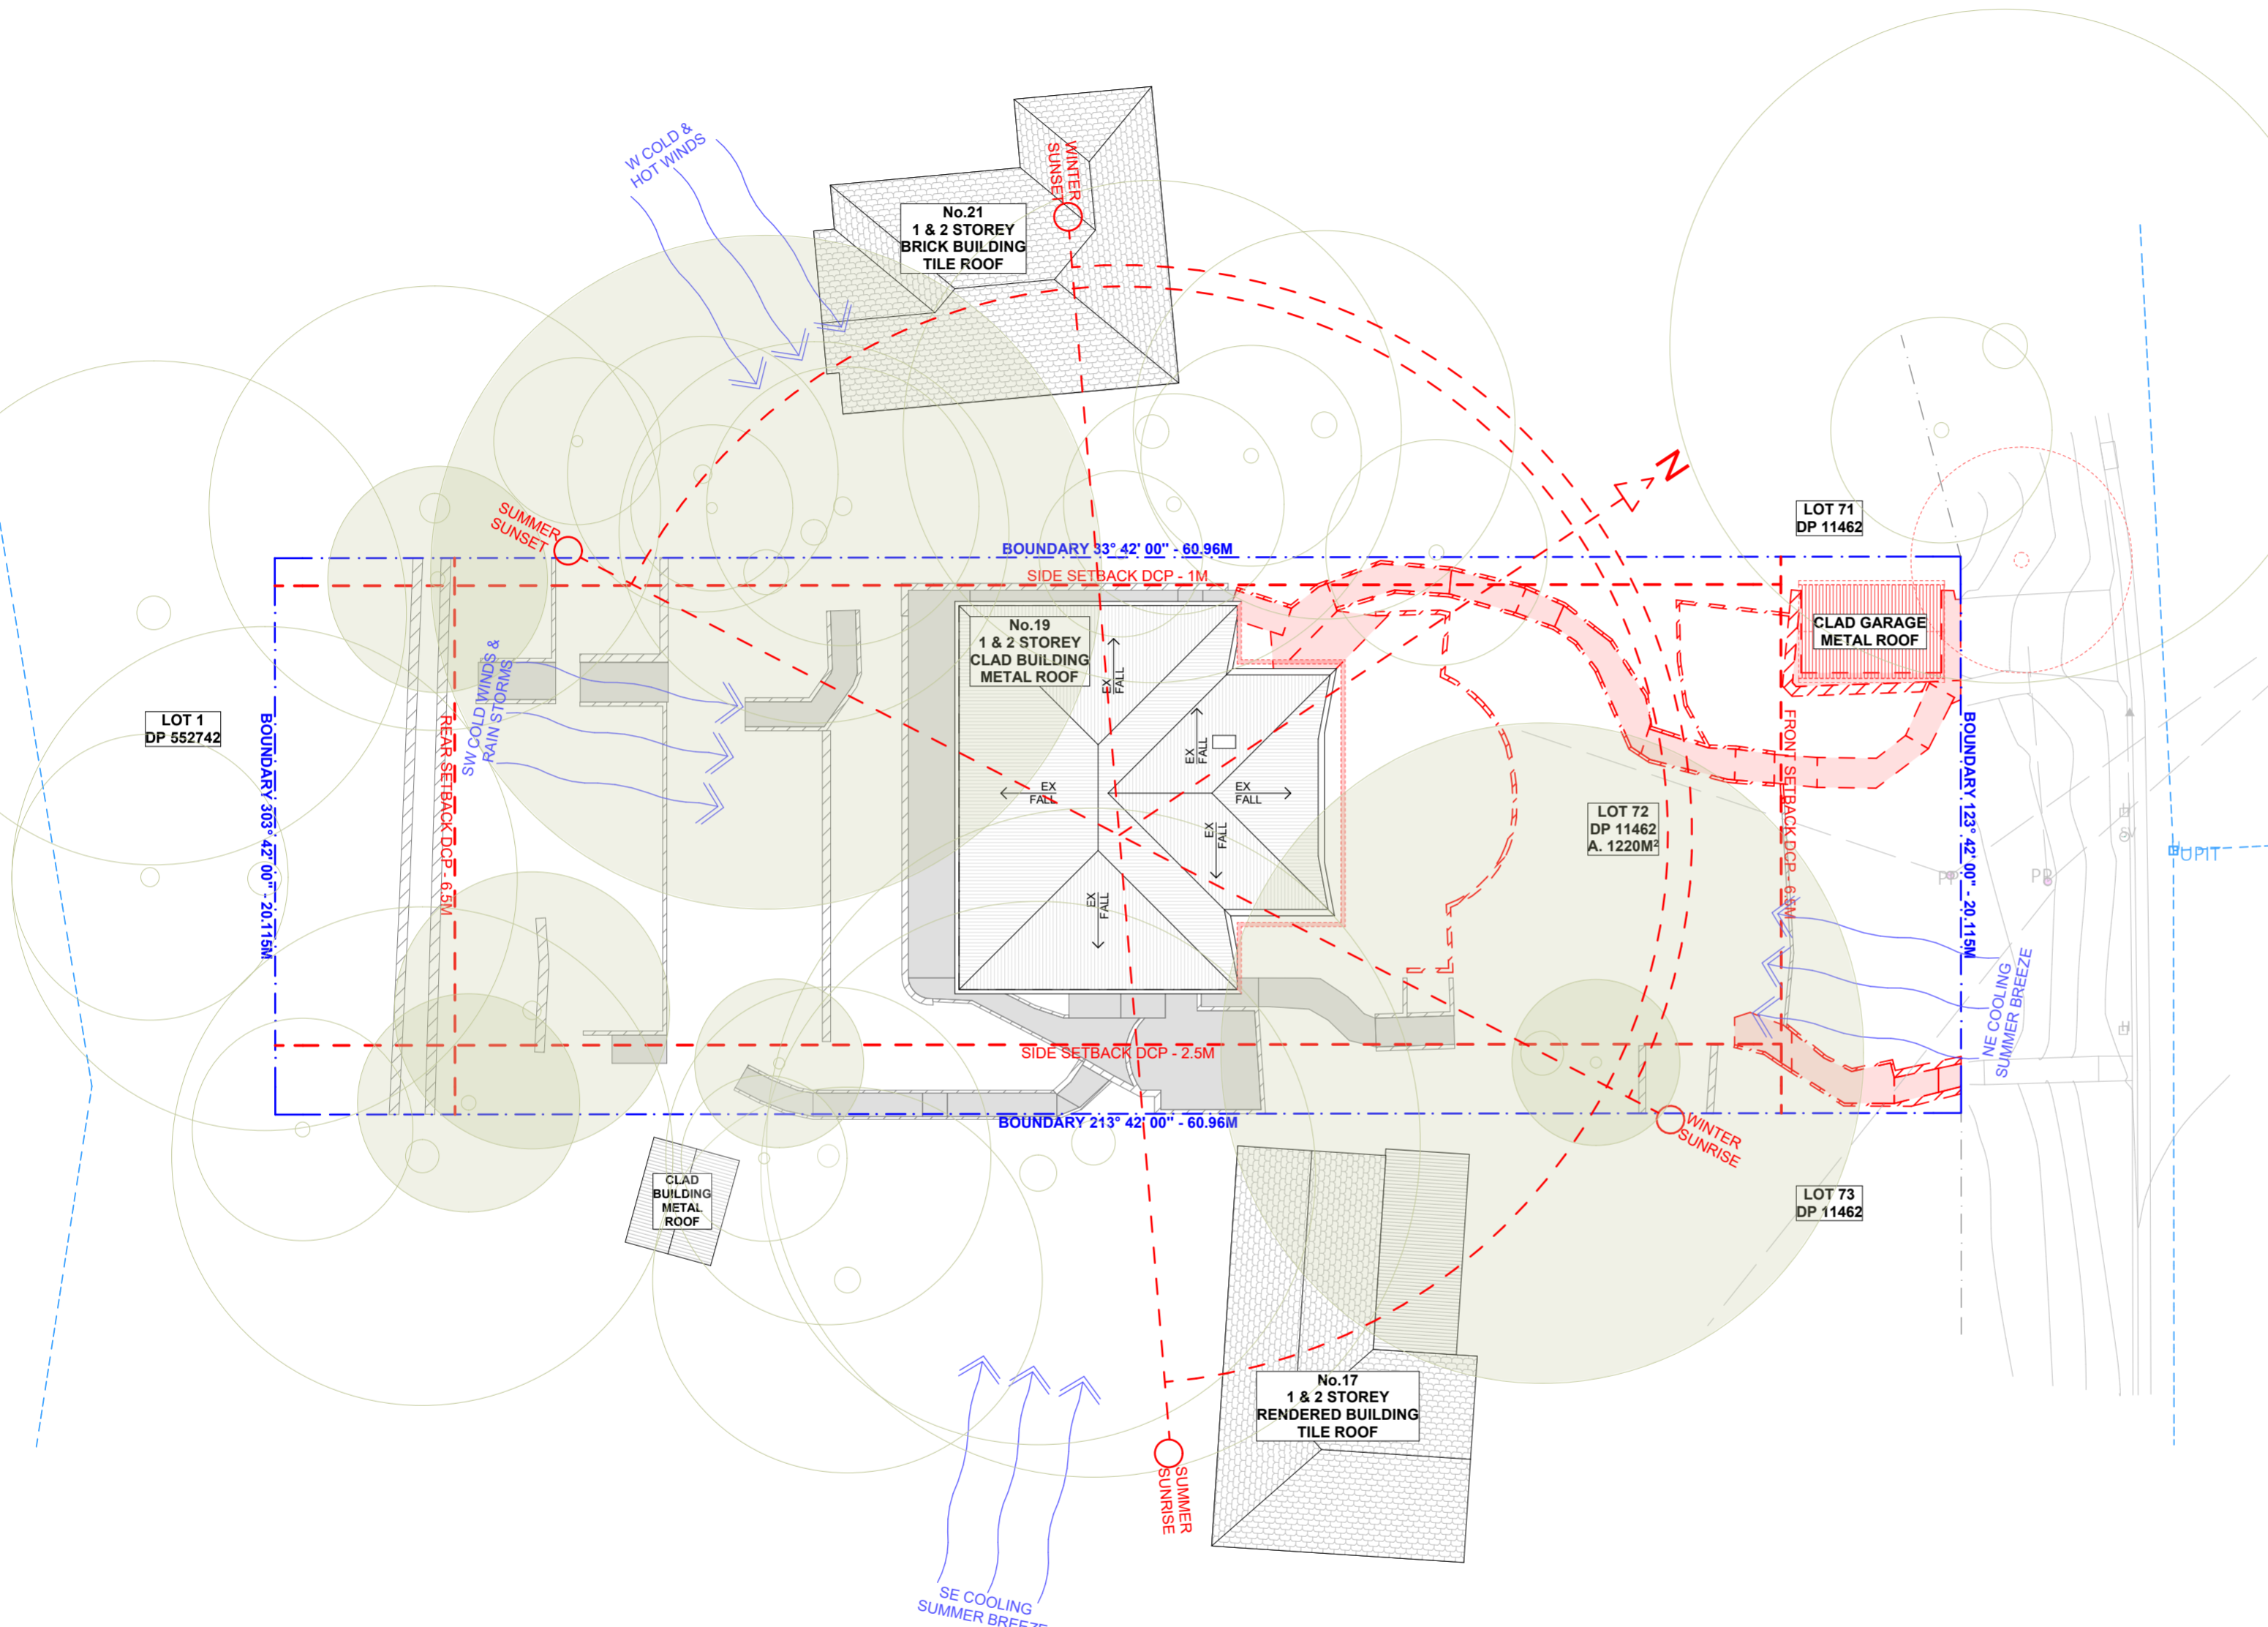 W COLD &
HOT WINDS
WINTER
SUNSET
No.21
1 & 2 STOREY
BRICK BUILDING
TILE ROOF
N
SUMMER
SUNSET
LOT 71
DP 11462
BOUNDARY 33° 42' 00" - 60.96M
SIDE SETBACK DCP - 1M
CLAD GARAGE
METAL ROOF
No.19
1 & 2 STOREY
CLAD BUILDING
METAL ROOF
EX
FALL
EX
FALL
EX
FALL
EX
FALL
EX
FALL
EX
FALL
SW COLD WINDS &
RAIN STORMS
LOT 1
DP 552742
BOUNDARY 303° 42' 00" - 20.115M
REAR SETBACK DCP - 6.5M
LOT 72
DP 11462
A. 1220M²
FRONT SETBACK DCP - 6.5M
BOUNDARY 123° 42' 00" - 20.115M
H
SV
UPIT
PP
PP
H
NE COOLING
SUMMER BREEZE
SIDE SETBACK DCP - 2.5M
BOUNDARY 213° 42' 00" - 60.96M
WINTER
SUNRISE
CLAD
BUILDING
METAL
ROOF
LOT 73
DP 11462
No.17
1 & 2 STOREY
RENDERED BUILDING
TILE ROOF
SUMMER
SUNRISE
SE COOLING
SUMMER BREEZE